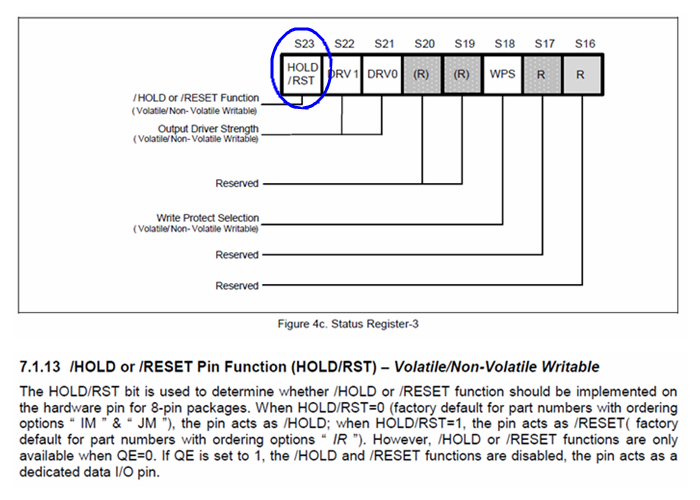 S23 S22 S21 S20 S19 S18 S17 S16
HOLD
/RST DRV1 DRV0 (R) (R) WPS R R
/HOLD or /RESET Function
(Volatile/Non-Volatile Writable)
Output Driver Strength
(Volatile/Non-Volatile Writable)
Reserved
Write Protect Selection
(Volatile/Non-Volatile Writable)
Reserved
Reserved
Figure 4c. Status Register-3
7.1.13 /HOLD or /RESET Pin Function (HOLD/RST) – Volatile/Non-Volatile Writable
The HOLD/RST bit is used to determine whether /HOLD or /RESET function should be implemented on
the hardware pin for 8-pin packages. When HOLD/RST=0 (factory default for part numbers with ordering
options “ IM ” & “ JM ”), the pin acts as /HOLD; when HOLD/RST=1, the pin acts as /RESET( factory
default for part numbers with ordering options “ IR ”). However, /HOLD or /RESET functions are only
available when QE=0. If QE is set to 1, the /HOLD and /RESET functions are disabled, the pin acts as a
dedicated data I/O pin.